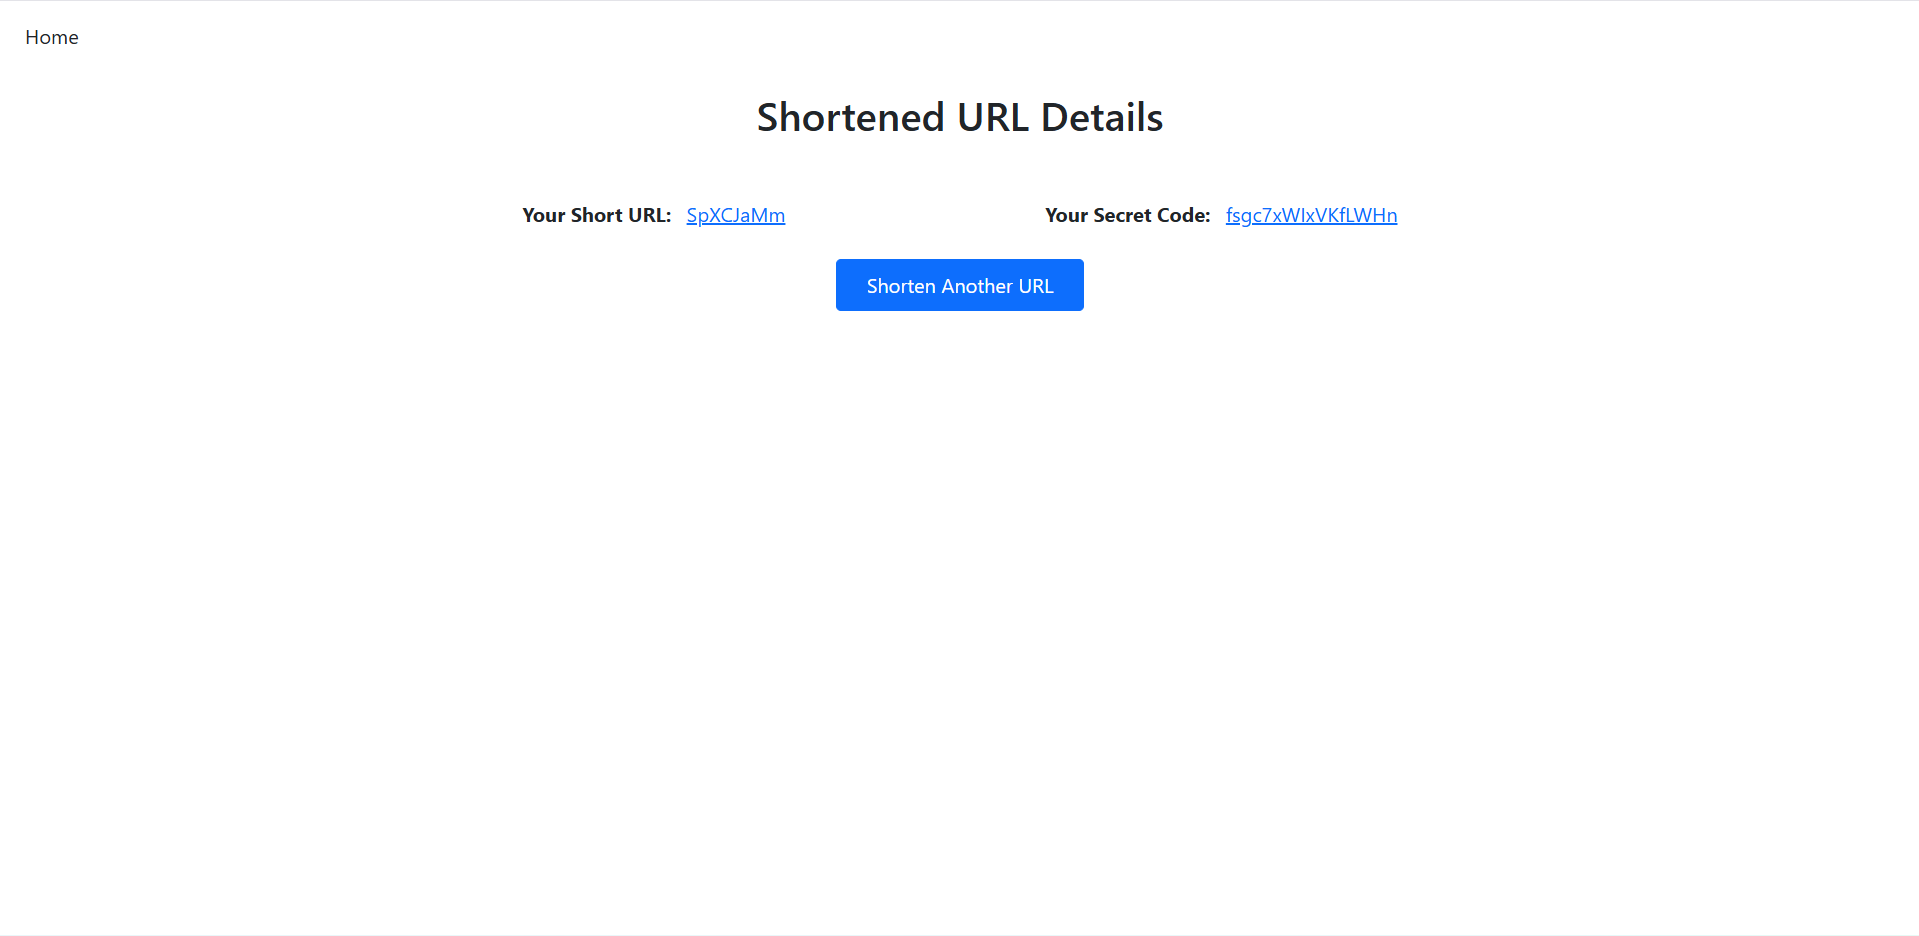 Home
Shortened URL Details
Your Short URL: SpXCJaMm Your Secret Code: fsgc7xWIxVKfLWHn
Shorten Another URL